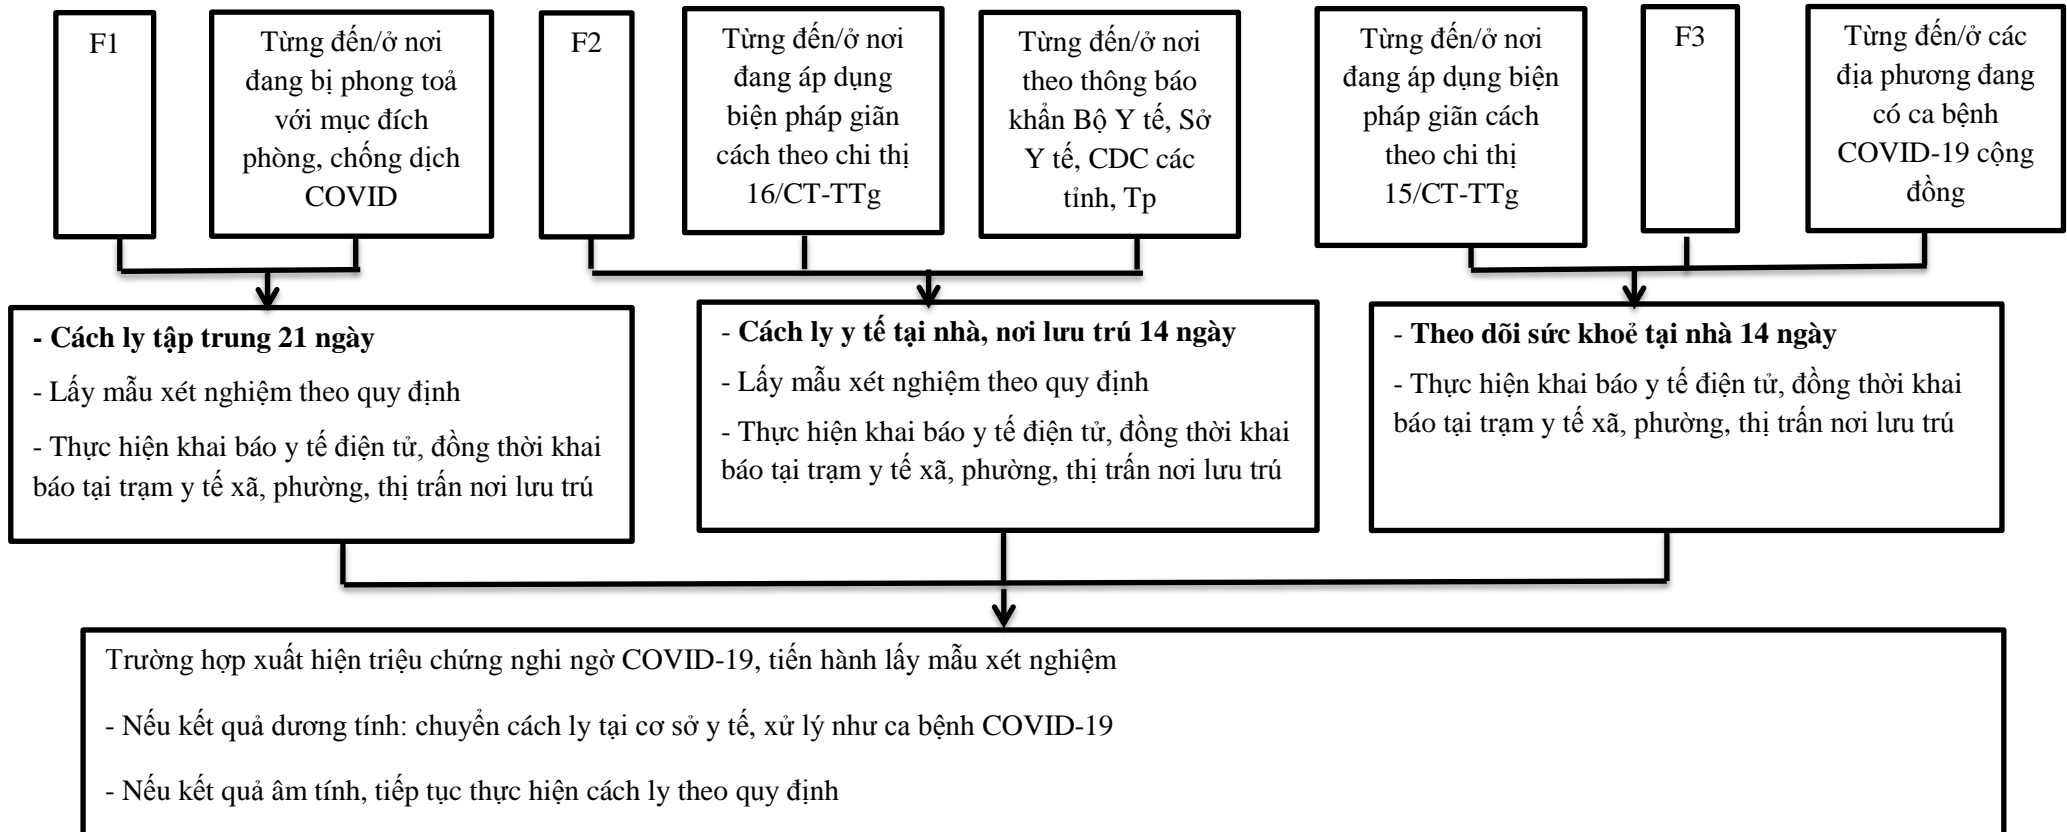 F1
Từng đến/ở nơi
đang bị phong toả
với mục đích
phòng, chống dịch
COVID
F2
Từng đến/ở nơi
đang áp dụng
biện pháp giãn
cách theo chi thị
16/CT-TTg
Từng đến/ở nơi
theo thông báo
khẩn Bộ Y tế, Sở
Y tế, CDC các
tỉnh, Tp
Từng đến/ở nơi
đang áp dụng biện
pháp giãn cách
theo chi thị
15/CT-TTg
F3
Từng đến/ở các
địa phương đang
có ca bệnh
COVID-19 cộng
đồng
- Cách ly tập trung 21 ngày
- Lấy mẫu xét nghiệm theo quy định
- Thực hiện khai báo y tế điện tử, đồng thời khai
báo tại trạm y tế xã, phường, thị trấn nơi lưu trú
- Cách ly y tế tại nhà, nơi lưu trú 14 ngày
- Lấy mẫu xét nghiệm theo quy định
- Thực hiện khai báo y tế điện tử, đồng thời khai
báo tại trạm y tế xã, phường, thị trấn nơi lưu trú
- Theo dõi sức khoẻ tại nhà 14 ngày
- Thực hiện khai báo y tế điện tử, đồng thời khai
báo tại trạm y tế xã, phường, thị trấn nơi lưu trú
Trường hợp xuất hiện triệu chứng nghi ngờ COVID-19, tiến hành lấy mẫu xét nghiệm
- Nếu kết quả dương tính: chuyển cách ly tại cơ sở y tế, xử lý như ca bệnh COVID-19
- Nếu kết quả âm tính, tiếp tục thực hiện cách ly theo quy định